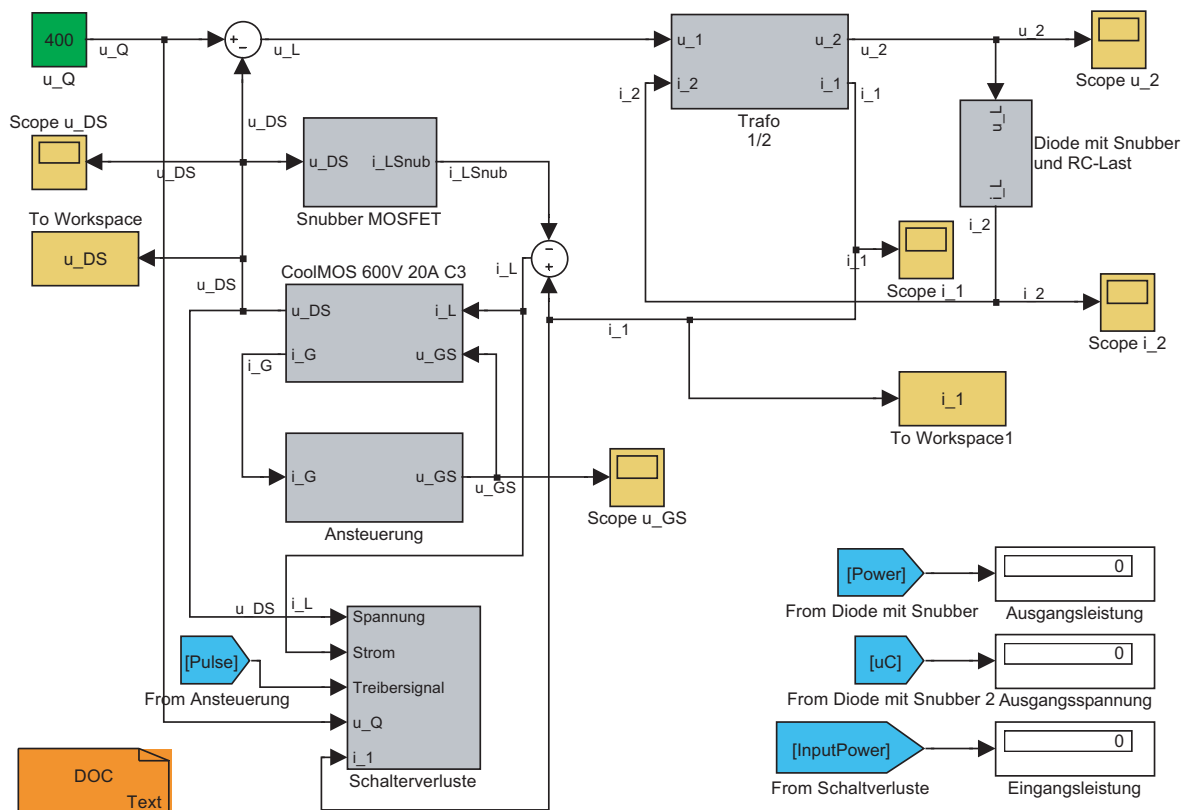 400
u_Q
u_Q
+
−
u_L
u_1
u_2
i_2
i_1
Trafo
1/2
u_2
i_2
i_1
u_2
Scope u_2
u_L
i_L
Diode mit Snubber
und RC-Last
Scope u_DS
u_DS
u_DS
u_DS
i_LSnub
i_LSnub
Snubber MOSFET
To Workspace
u_DS
u_DS
−
+
i_L
i_2
i_1
Scope i_1
i_2
Scope i_2
CoolMOS 600V 20A C3
u_DS
i_L
i_G
u_GS
i_G
i_1
i_1
To Workspace1
i_G
u_GS
u_GS
Ansteuerung
Scope u_GS
u_DS
i_L
Spannung
Strom
Treibersignal
u_Q
i_1
Schalterverluste
[Pulse]
From Ansteuerung
[Power]
From Diode mit Snubber
0
Ausgangsleistung
[uC]
From Diode mit Snubber 2
0
Ausgangsspannung
[InputPower]
From Schaltverluste
0
Eingangsleistung
DOC
Text